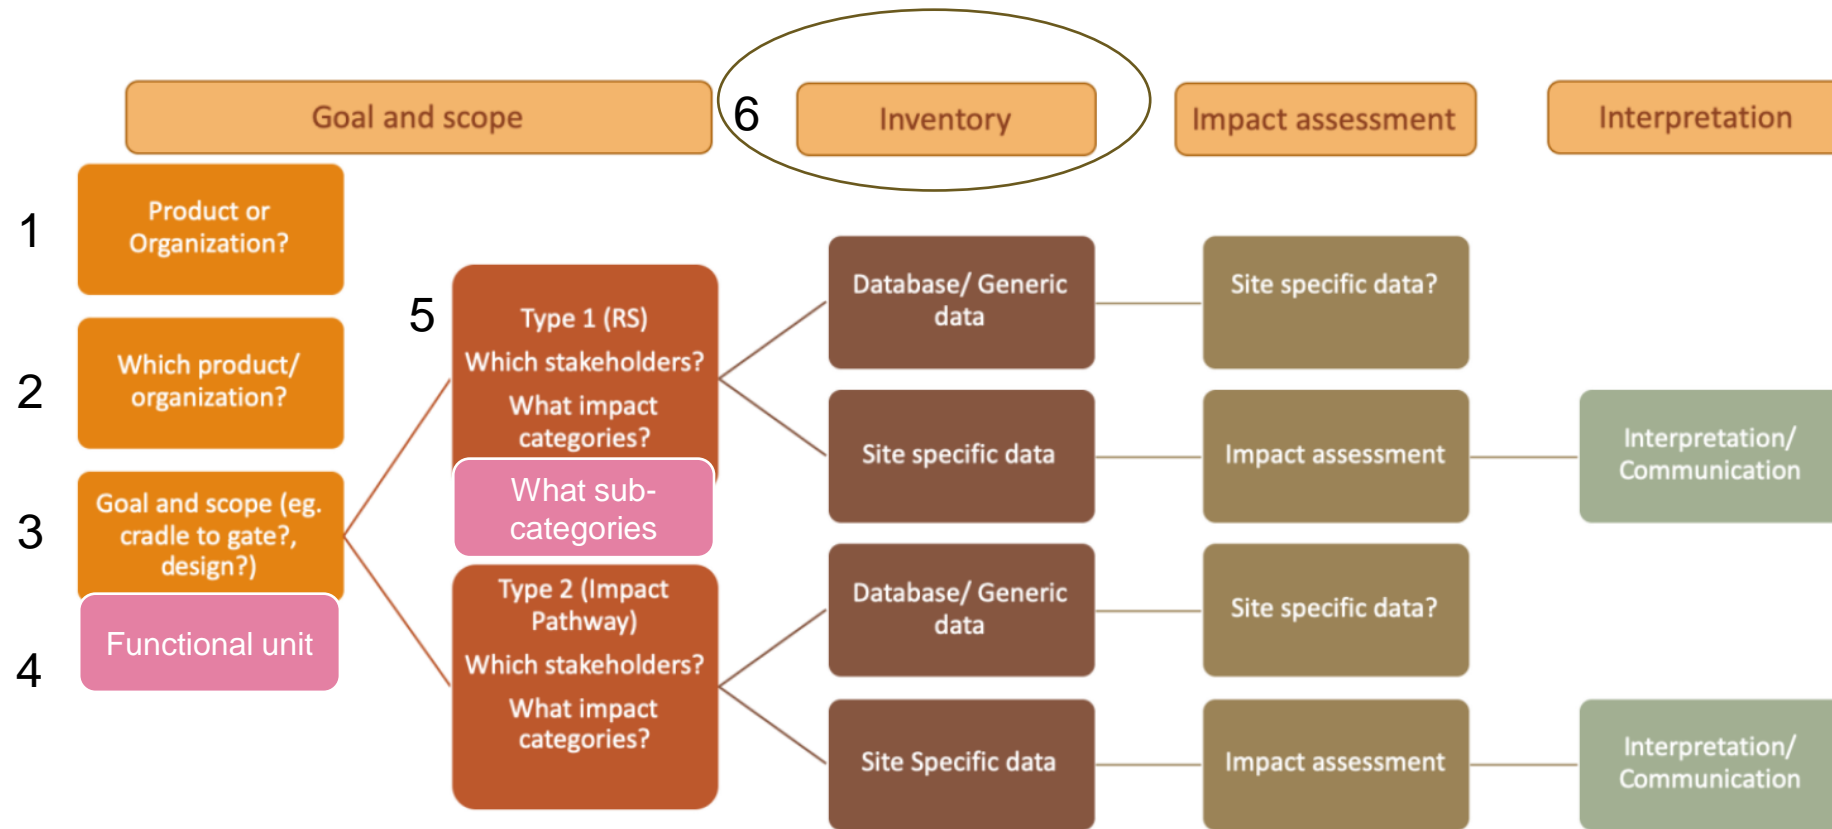 Goal and scope
6
Inventory
Impact assessment
Interpretation
1
Product or
Organization?
2
Which product/
organization?
3
Goal and scope (eg.
cradle to gate?,
design?)
4
Functional unit
5
Type 1 (RS)
Which stakeholders?
What impact
categories?
What sub-
categories
Type 2 (Impact
Pathway)
Which stakeholders?
What impact
categories?
Database/ Generic
data
Site specific data?
Site specific data
Impact assessment
Interpretation/
Communication
Database/ Generic
data
Site specific data?
Site Specific data
Impact assessment
Interpretation/
Communication